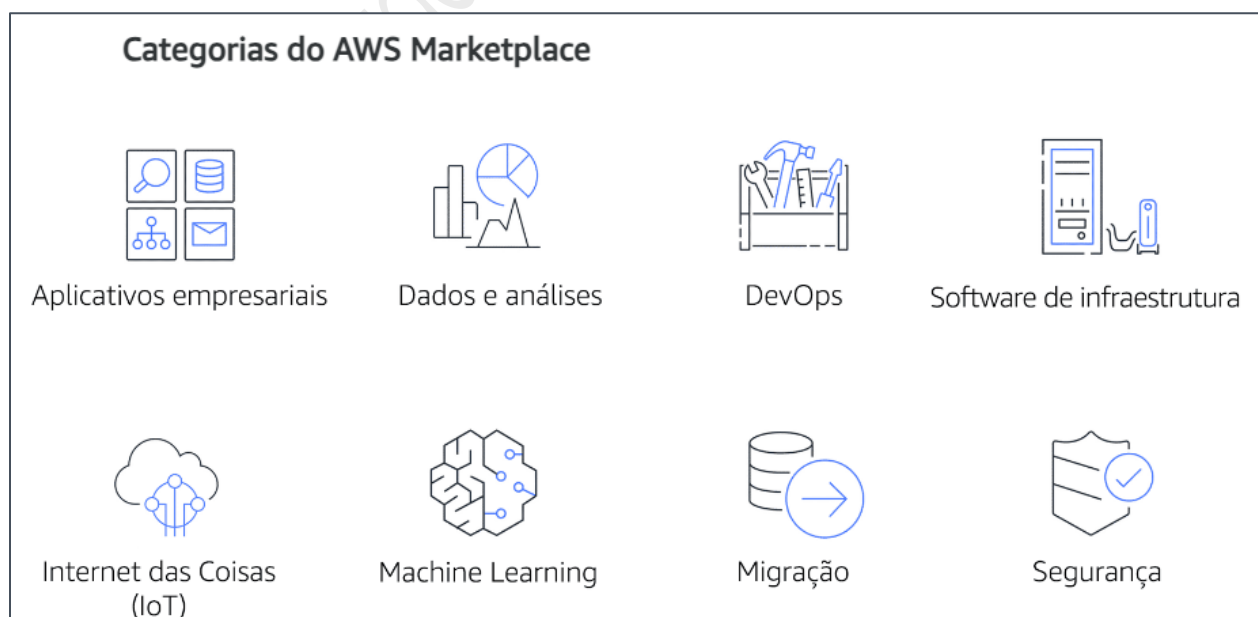 Categorias do AWS Marketplace
Aplicativos empresariais
Dados e análises
DevOps
Software de infraestrutura
Internet das Coisas
(IoT)
Machine Learning
Migração
Segurança